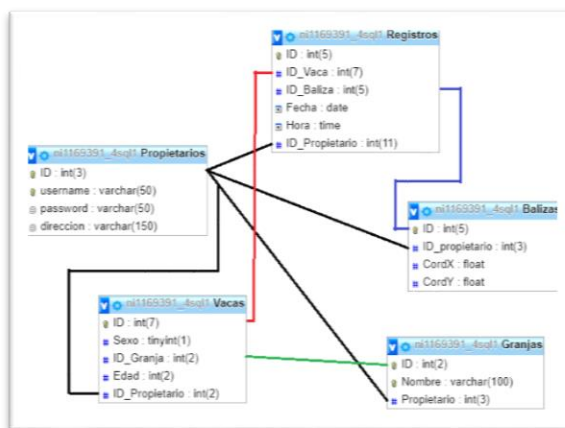 ni1169391_4sql1 Registros
ID : int(5)
ID_Vaca : int(7)
ID_Baliza : int(5)
Fecha : date
Hora : time
ID_Propietario : int(11)
ni1169391_4sql1 Propietarios
ID : int(3)
username : varchar(50)
password : varchar(50)
direccion : varchar(150)
ni1169391_4sql1 Balizas
ID : int(5)
ID_propietario : int(3)
CordX : float
CordY : float
ni1169391_4sql1 Vacas
ID : int(7)
Sexo : tinyint(1)
ID_Granja : int(2)
Edad : int(2)
ID_Propietario : int(2)
ni1169391_4sql1 Granjas
ID : int(2)
Nombre : varchar(100)
Propietario : int(3)